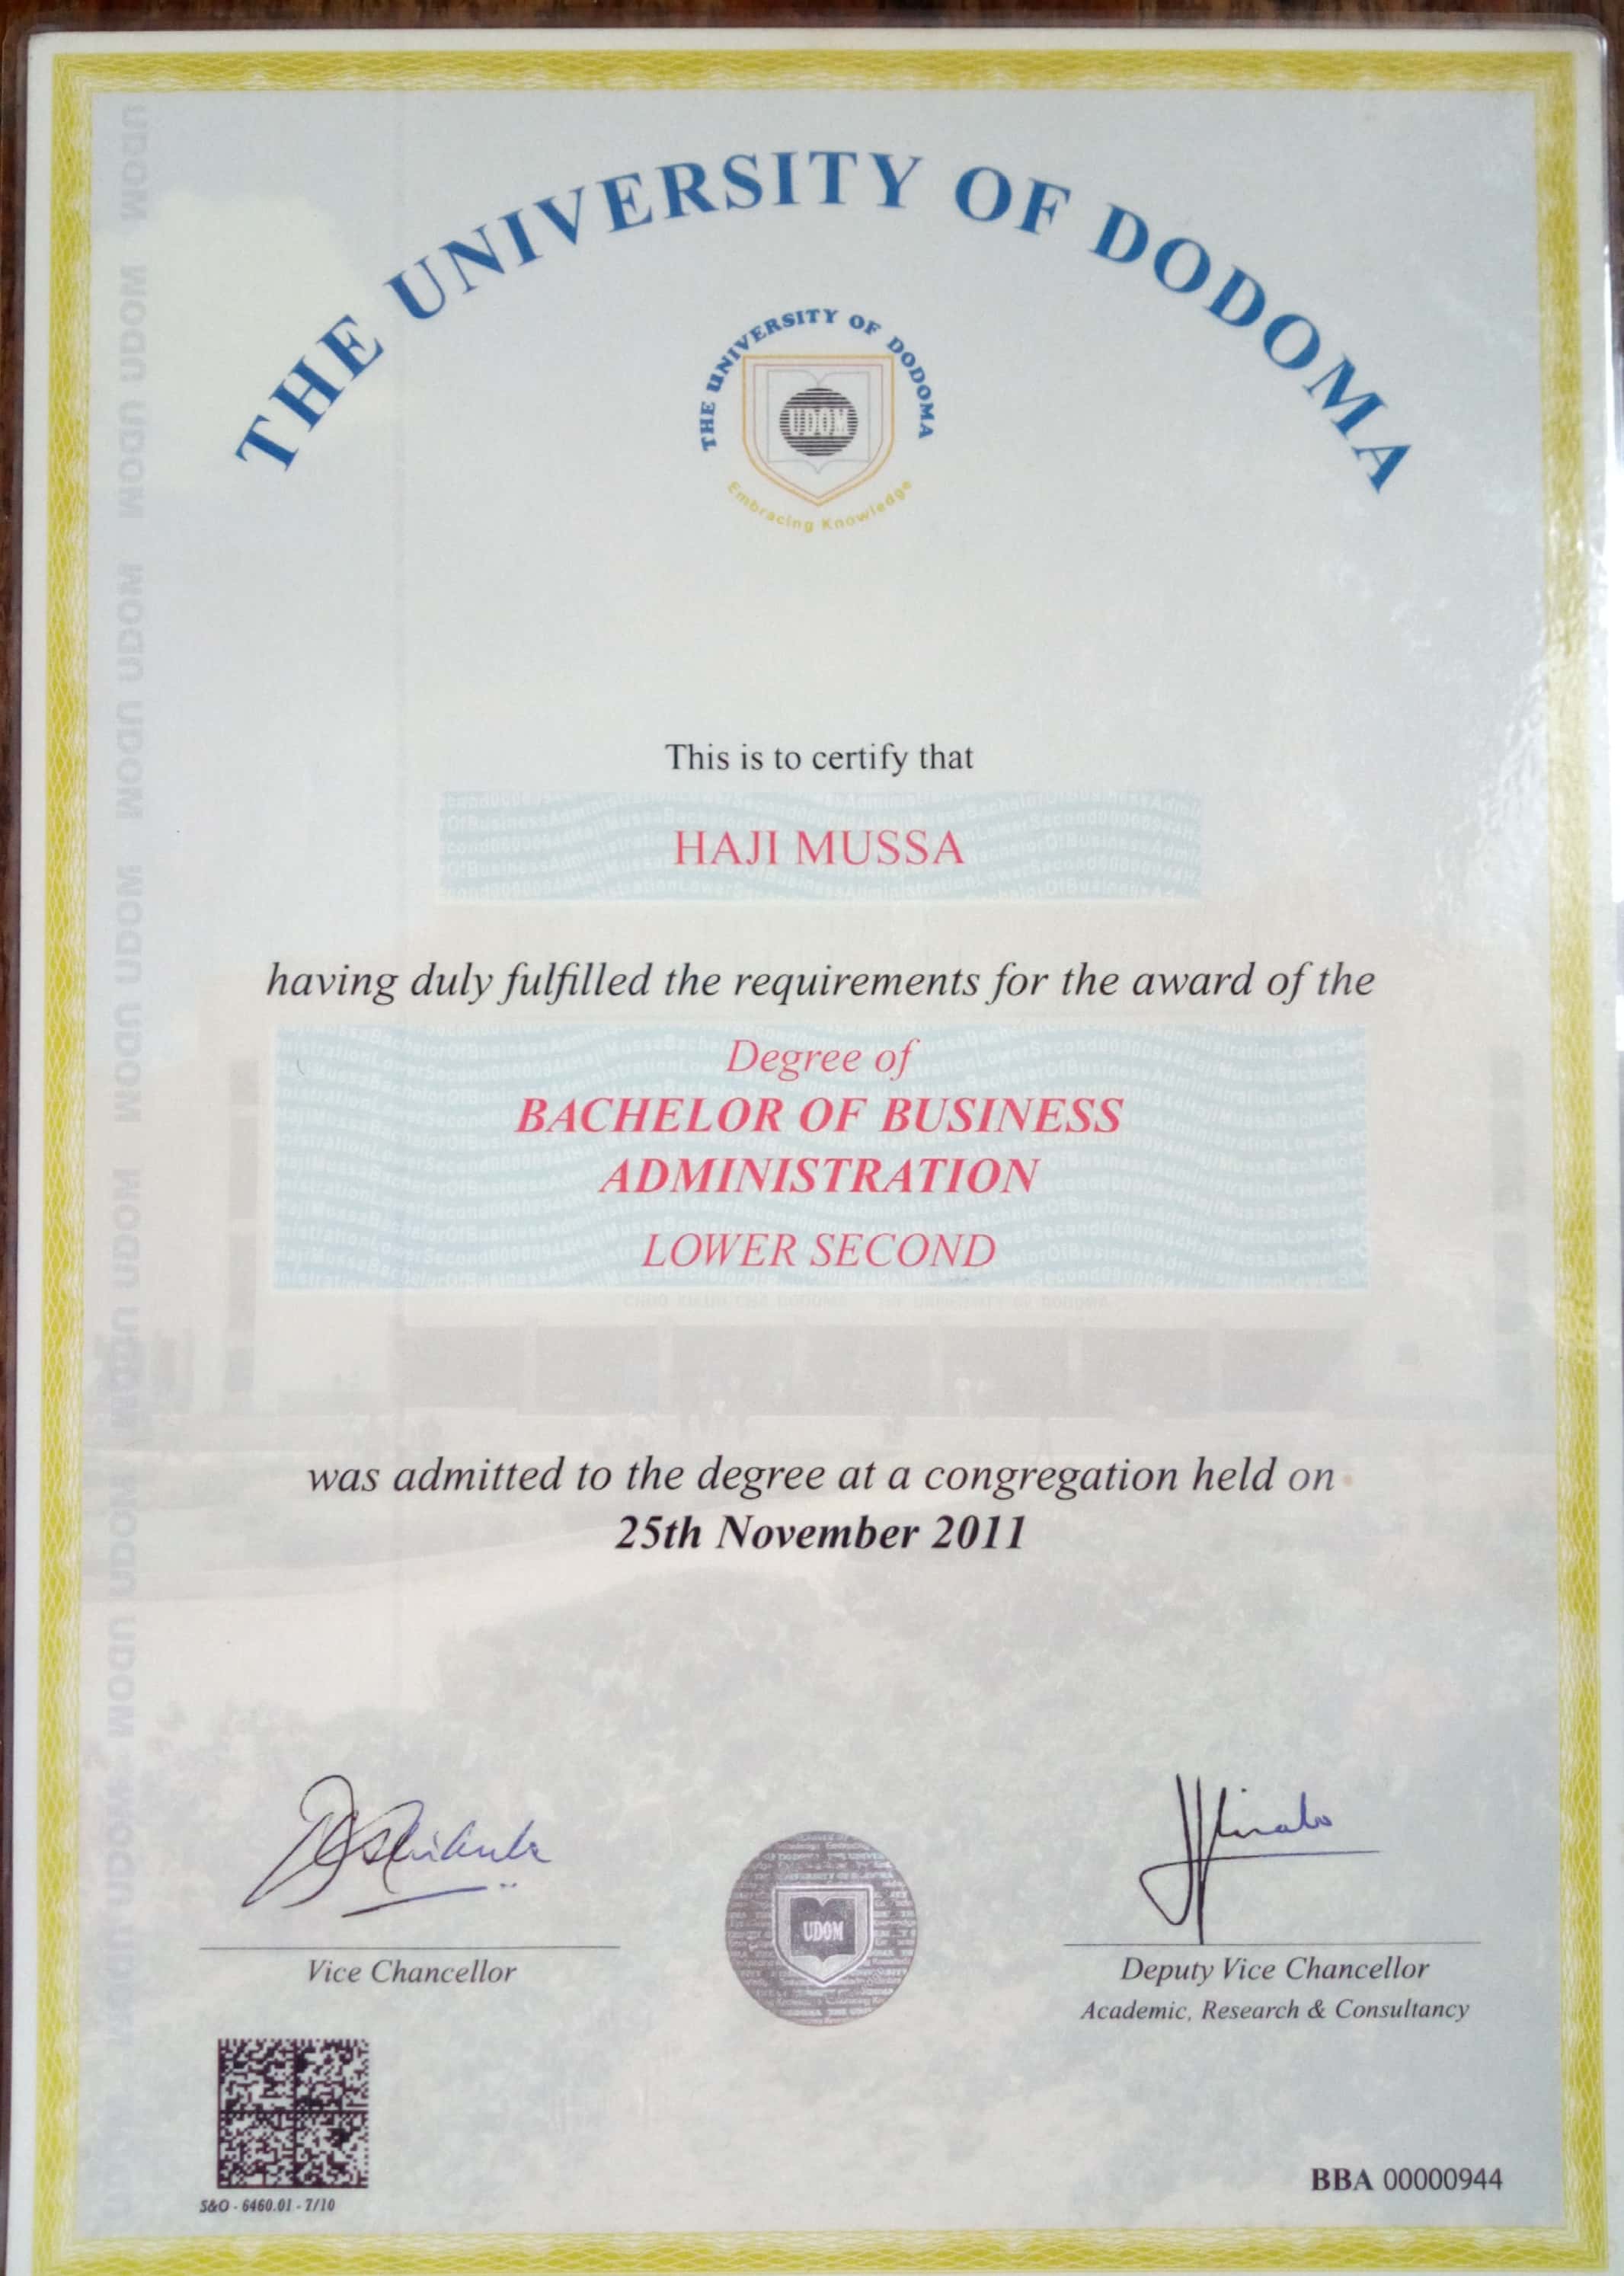 THE UNIVERSITY OF DODOMA
THE UNIVERSITY OF DODOMA
UDOM
Embracing Knowledge
This is to certify that
HAJI MUSSA
having duly fulfilled the requirements for the award of the
Degree of
BACHELOR OF BUSINESS
ADMINISTRATION
LOWER SECOND
was admitted to the degree at a congregation held on
25th November 2011
UDOM
Vice Chancellor
Deputy Vice Chancellor
Academic, Research & Consultancy
S&O - 6460.01 - 7/10
BBA 00000944
UDOM UDOM UDOM UDOM UDOM UDOM UDOM UDOM